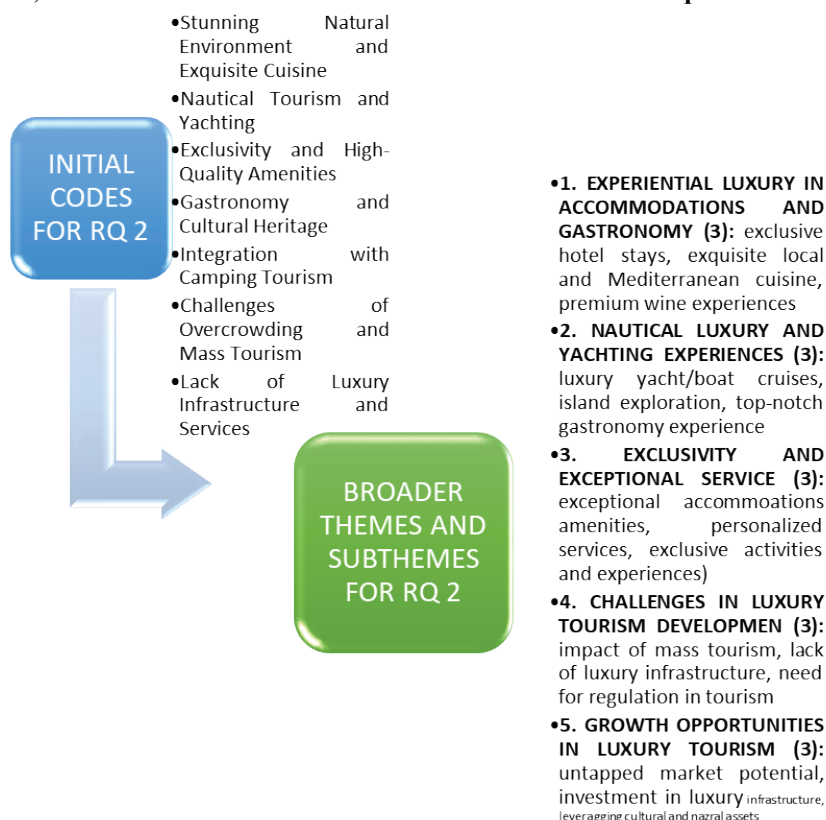 •Stunning Natural
Environment and
Exquisite Cuisine
•Nautical Tourism and
Yachting
•Exclusivity and High-
Quality Amenities
•Gastronomy and
Cultural Heritage
•Integration with
Camping Tourism
•Challenges of
Overcrowding and
Mass Tourism
•Lack of Luxury
Infrastructure and
Services
INITIAL
CODES
FOR RQ 2
BROADER
THEMES AND
SUBTHEMES
FOR RQ 2
•1. EXPERIENTIAL LUXURY IN
ACCOMMODATIONS AND
GASTRONOMY (3): exclusive
hotel stays, exquisite local
and Mediterranean cuisine,
premium wine experiences
•2. NAUTICAL LUXURY AND
YACHTING EXPERIENCES (3):
luxury yacht/boat cruises,
island exploration, top-notch
gastronomy experience
•3. EXCLUSIVITY AND
EXCEPTIONAL SERVICE (3):
exceptional accommoations
amenities, personalized
services, exclusive activities
and experiences)
•4. CHALLENGES IN LUXURY
TOURISM DEVELOPMEN (3):
impact of mass tourism, lack
of luxury infrastructure, need
for regulation in tourism
•5. GROWTH OPPORTUNITIES
IN LUXURY TOURISM (3):
untapped market potential,
investment in luxury infrastructure,
leveragging cultural and nazral assets